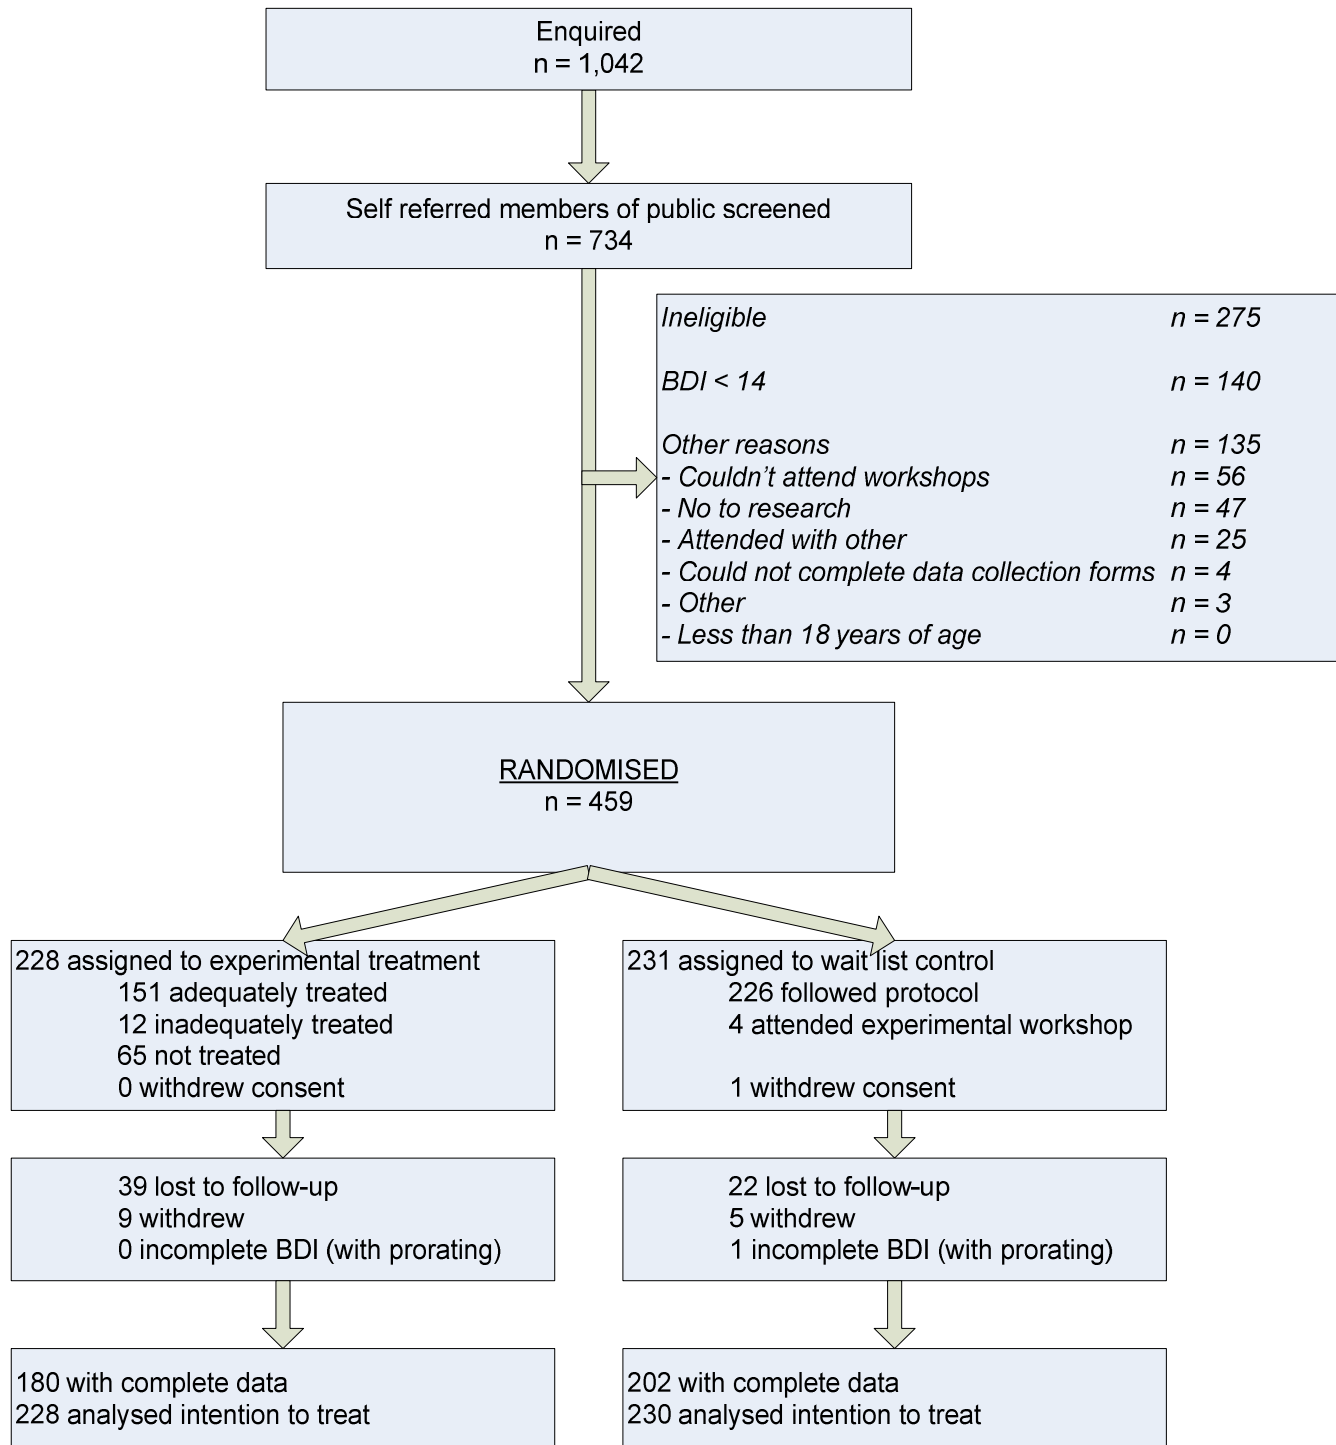 Enquired
n = 1,042
Self referred members of public screened
n = 734
Ineligible n = 275
BDI < 14 n = 140
Other reasons n = 135
- Couldn’t attend workshops n = 56
- No to research n = 47
- Attended with other n = 25
- Could not complete data collection forms n = 4
- Other n = 3
- Less than 18 years of age n = 0
RANDOMISED
n = 459
228 assigned to experimental treatment
151 adequately treated
12 inadequately treated
65 not treated
0 withdrew consent
231 assigned to wait list control
226 followed protocol
4 attended experimental workshop
1 withdrew consent
39 lost to follow-up
9 withdrew
0 incomplete BDI (with prorating)
22 lost to follow-up
5 withdrew
1 incomplete BDI (with prorating)
180 with complete data
228 analysed intention to treat
202 with complete data
230 analysed intention to treat